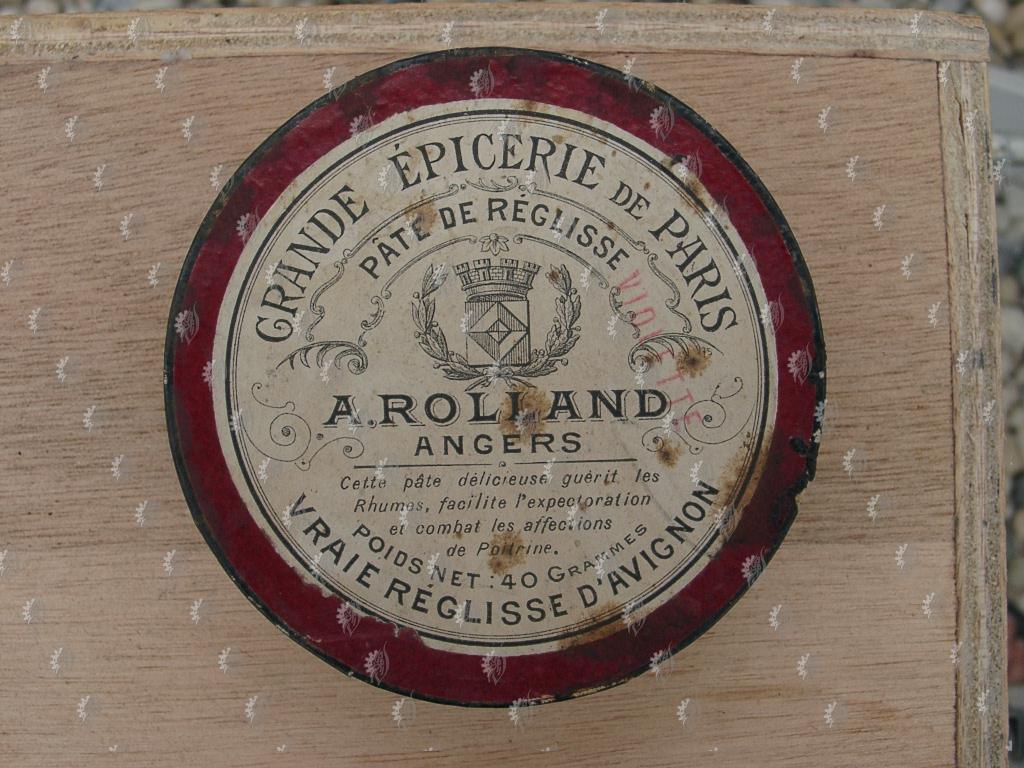 GRANDE ÉPICERIE DE PARIS
PÂTE DE RÉGLISSE
VIOLETTE
A. ROLLAND
ANGERS
Cette pâte délicieuse guérit les
Rhumes, facilite l'expectoration
et combat les affections
de Poitrine.
POIDS NET : 40 GRAMMES
VRAIE RÉGLISSE D'AVIGNON